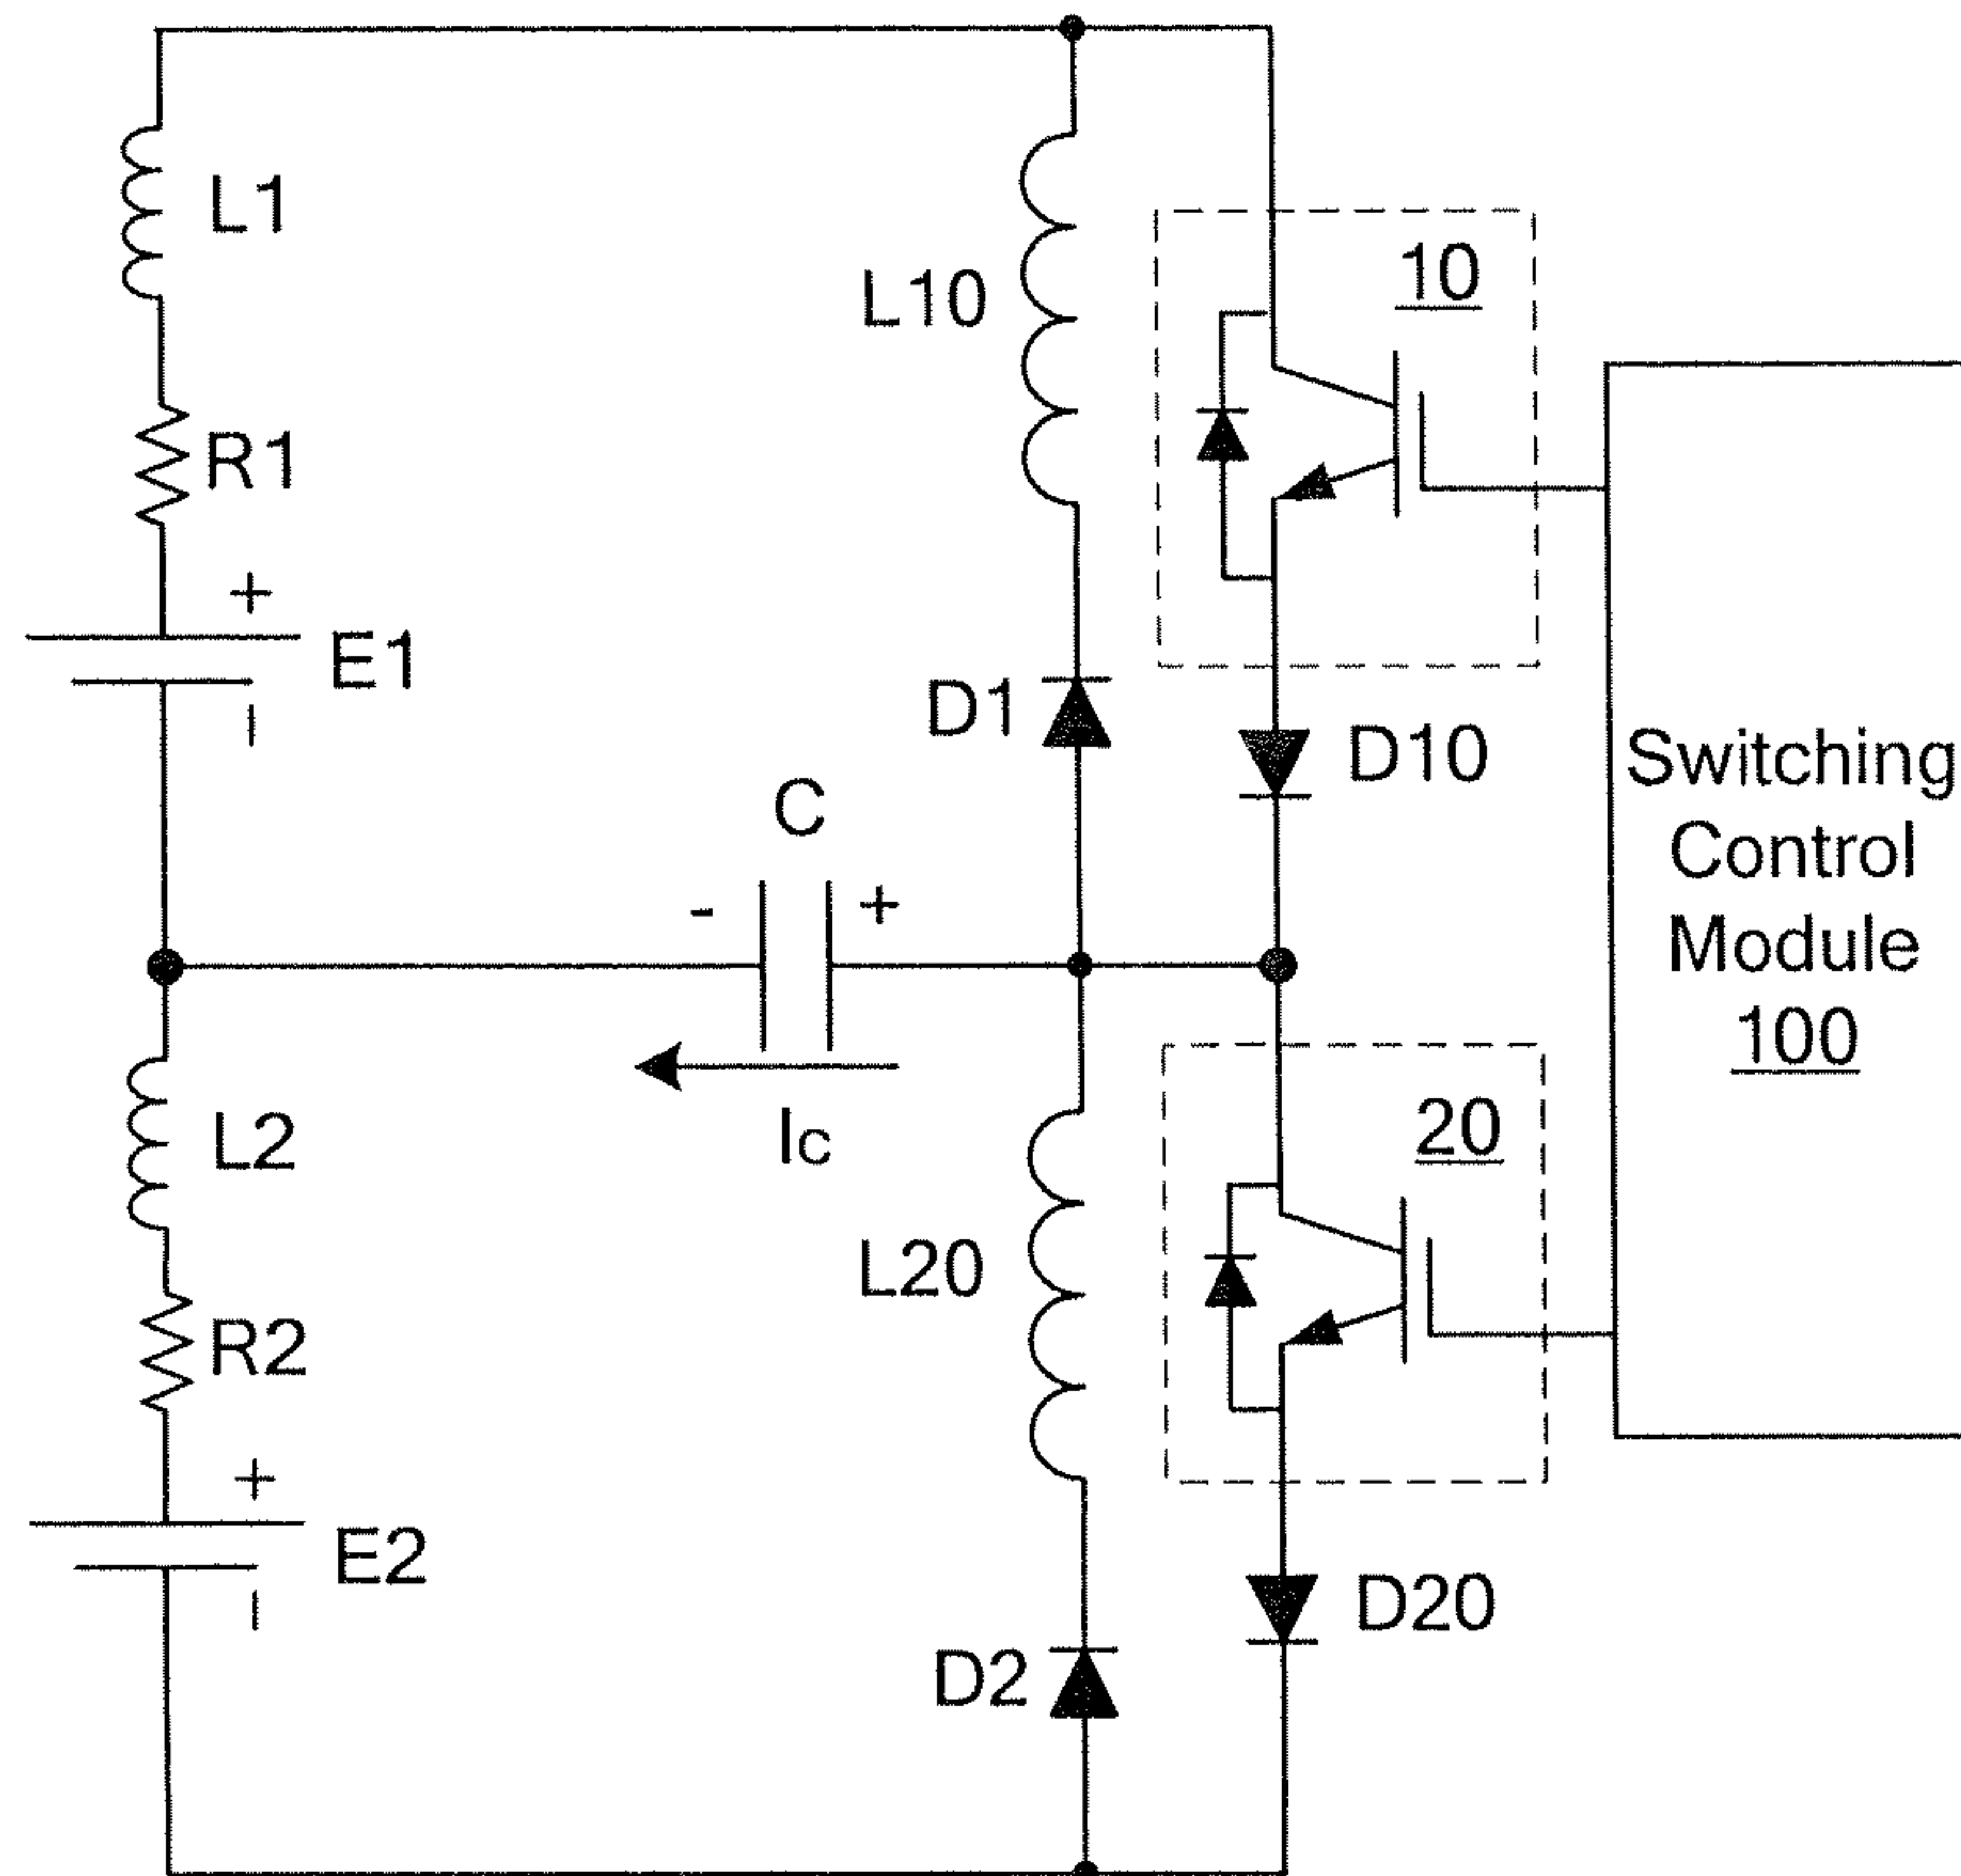 L1
L10
10
R1
+
E1
–
D1
D10
Switching
Control
Module
100
C
-
+
Ic
L2
20
L20
R2
+
E2
–
D20
D2